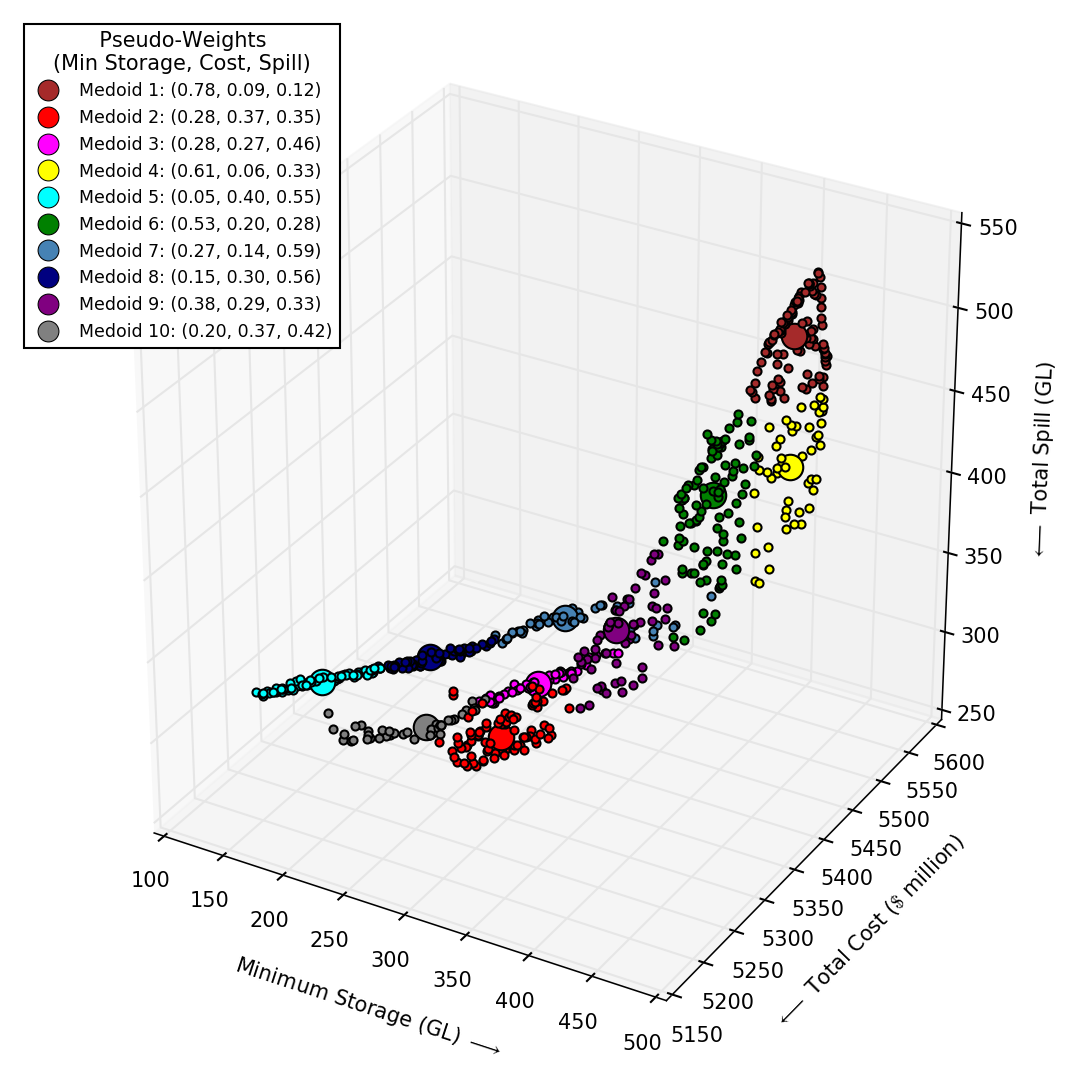 Pseudo-Weights
(Min Storage, Cost, Spill)
Medoid 1: (0.78, 0.09, 0.12)
Medoid 2: (0.28, 0.37, 0.35)
Medoid 3: (0.28, 0.27, 0.46)
Medoid 4: (0.61, 0.06, 0.33)
Medoid 5: (0.05, 0.40, 0.55)
Medoid 6: (0.53, 0.20, 0.28)
Medoid 7: (0.27, 0.14, 0.59)
Medoid 8: (0.15, 0.30, 0.56)
Medoid 9: (0.38, 0.29, 0.33)
Medoid 10: (0.20, 0.37, 0.42)
550
500
450
400
350
300
250
← Total Spill (GL)
5600
5550
5500
5450
5400
5350
5300
5250
5200
5150
← Total Cost ($ million)
100
150
200
250
300
350
400
450
500
Minimum Storage (GL) →